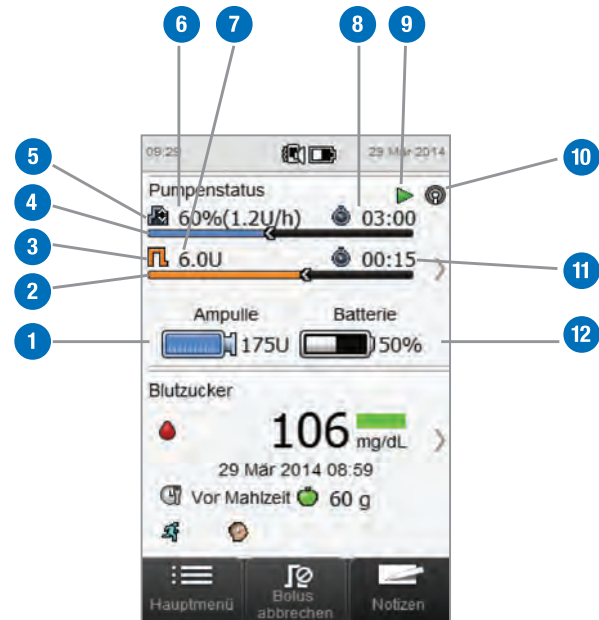 6 7 8 9
5 10
4
3
2 11
1 12
09:29 29 Mär 2014
Pumpenstatus
60%(1.2U/h) 03:00
6.0U 00:15
Ampulle Batterie
175U 50%
Blutzucker
106 mg/dL
29 Mär 2014 08:59
Vor Mahlzeit 60 g
Hauptmenü Bolus abbrechen Notizen